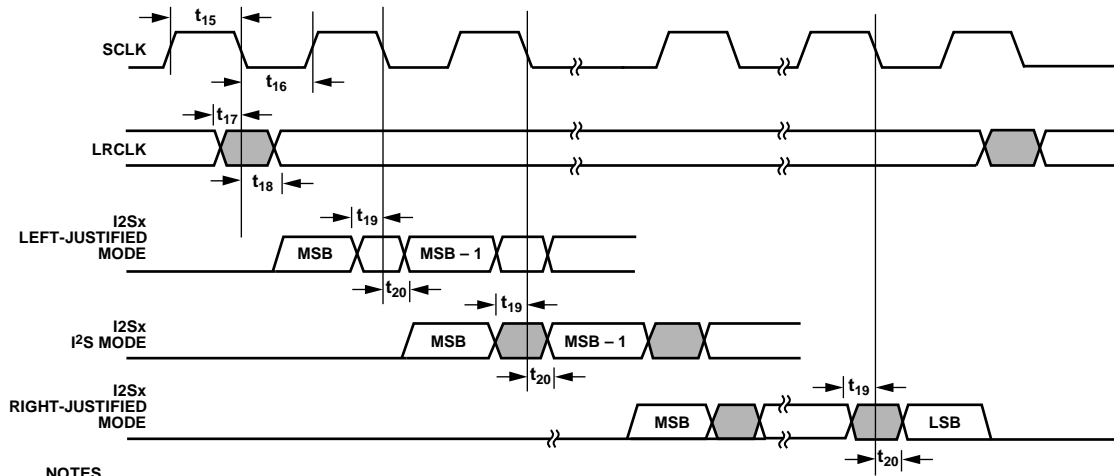 t15
SCLK
t16
t17
LRCLK
t18
I2Sx
LEFT-JUSTIFIED
MODE
t19
MSB
MSB – 1
t20
t19
I2Sx
I2S MODE
MSB
MSB – 1
t20
I2Sx
RIGHT-JUSTIFIED
MODE
t19
MSB
LSB
t20
NOTES